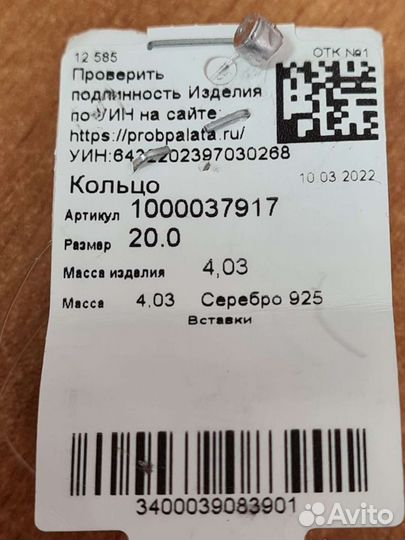 12 585 ОТК №1
Проверить
подлинность Изделия
по УИН на сайте:
https://probpalata.ru/
Кольцо 10.03.2022
Артикул 1000037917
Размер 20.0
Масса изделия 4,03
Масса 4,03 Серебро 925
Вставки
3400039083901
Avito